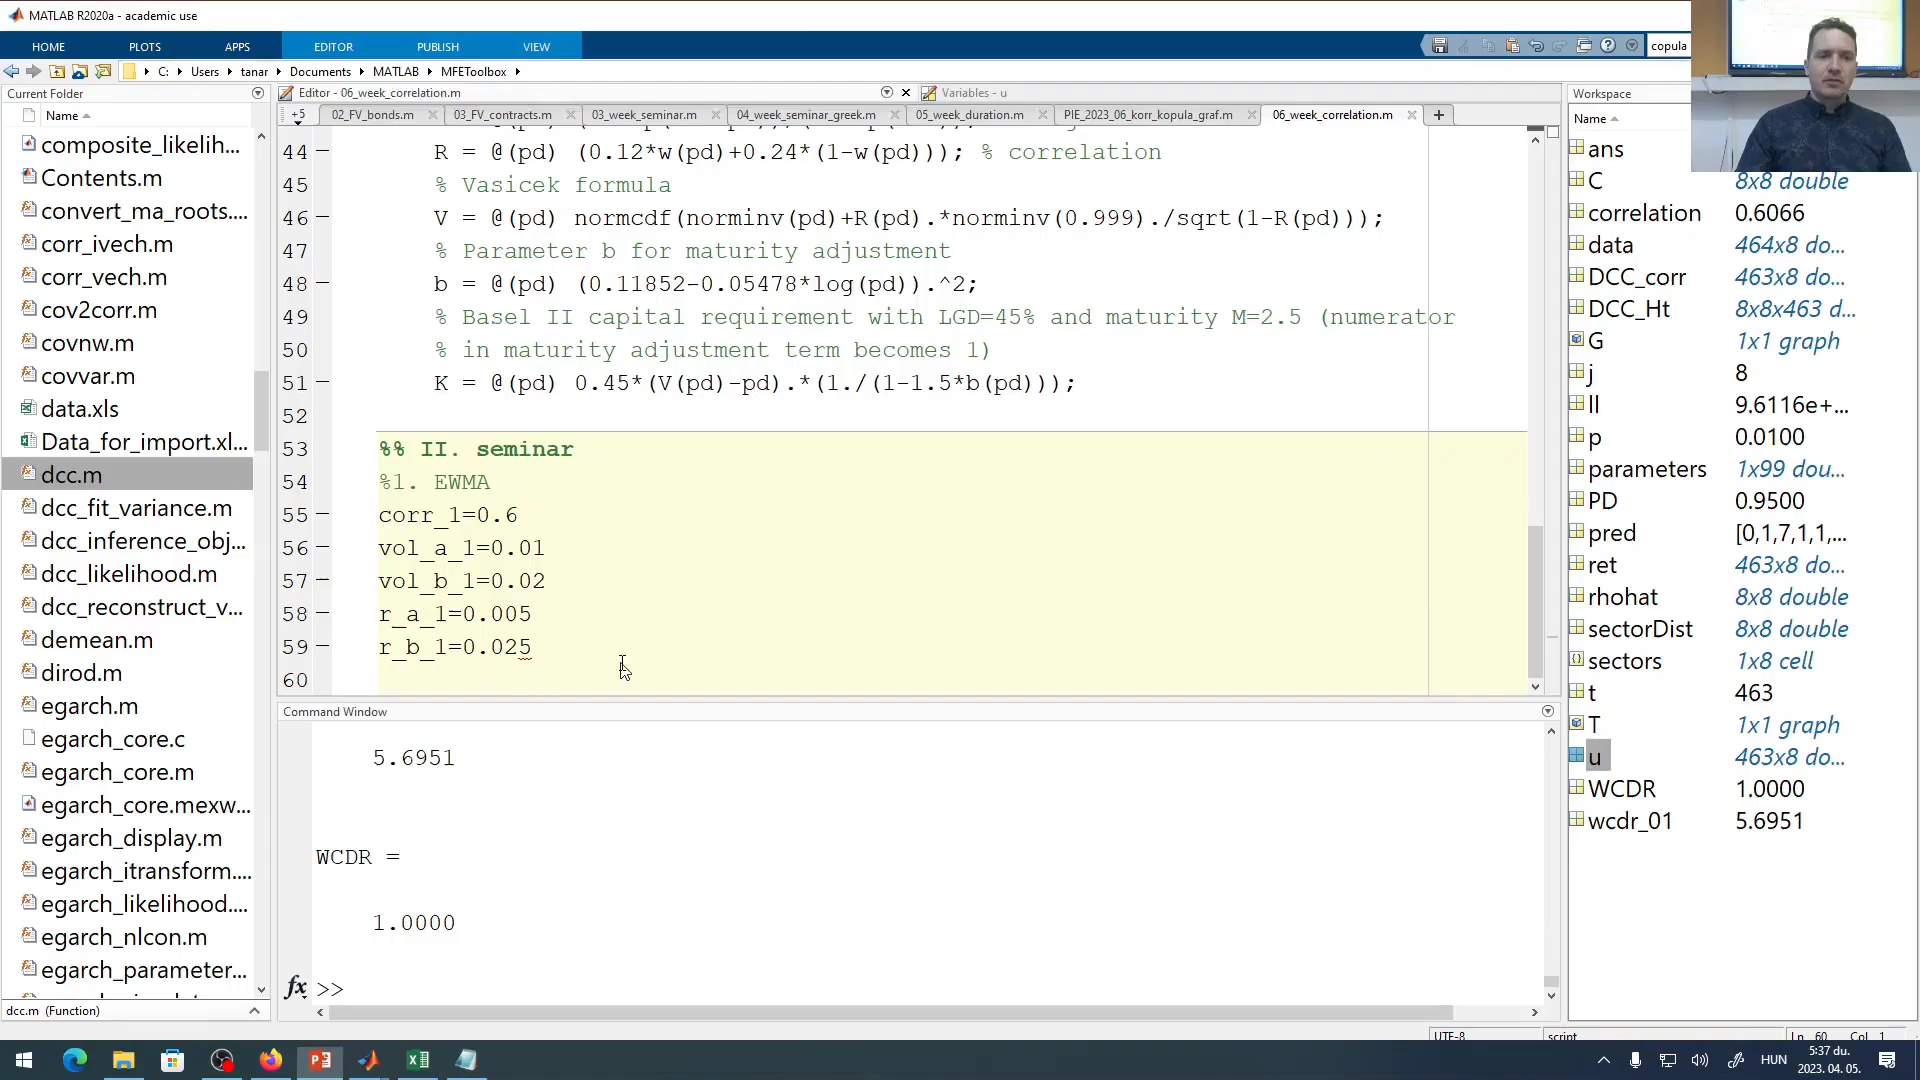 MATLAB R2020a - academic use
HOME PLOTS APPS EDITOR PUBLISH VIEW copula
C: Users tanar Documents MATLAB MFEToolbox
Current Folder
Name
composite_likelih...
Contents.m
convert_ma_roots....
corr_ivech.m
corr_vech.m
cov2corr.m
covnw.m
covvar.m
data.xls
Data_for_import.xl...
dcc.m
dcc_fit_variance.m
dcc_inference_obj...
dcc_likelihood.m
dcc_reconstruct_v...
demean.m
dirod.m
egarch.m
egarch_core.c
egarch_core.m
egarch_core.mexw...
egarch_display.m
egarch_itransform....
egarch_likelihood....
egarch_nlcon.m
egarch_parameter...
dcc.m (Function)
Editor - 06_week_correlation.m
Variables - u
+5 02_FV_bonds.m 03_FV_contracts.m 03_week_seminar.m 04_week_seminar_greek.m 05_week_duration.m PIE_2023_06_korr_kopula_graf.m 06_week_correlation.m
44 R = @(pd) (0.12*w(pd)+0.24*(1-w(pd))); % correlation
45 % Vasicek formula
46 V = @(pd) normcdf(norminv(pd)+R(pd).*norminv(0.999)./sqrt(1-R(pd)));
47 % Parameter b for maturity adjustment
48 b = @(pd) (0.11852-0.05478*log(pd)).^2;
49 % Basel II capital requirement with LGD=45% and maturity M=2.5 (numerator
50 % in maturity adjustment term becomes 1)
51 K = @(pd) 0.45*(V(pd)-pd).*(1./(1-1.5*b(pd)));
52
53 %% II. seminar
54 %1. EWMA
55 corr_1=0.6
56 vol_a_1=0.01
57 vol_b_1=0.02
58 r_a_1=0.005
59 r_b_1=0.025
60
Command Window
5.6951
WCDR =
1.0000
fx >>
Workspace
Name
ans
C 8x8 double
correlation 0.6066
data 464x8 do...
DCC_corr 463x8 do...
DCC_Ht 8x8x463 d...
G 1x1 graph
j 8
ll 9.6116e+...
p 0.0100
parameters 1x99 dou...
PD 0.9500
pred [0,1,7,1,1,...
ret 463x8 do...
rhohat 8x8 double
sectorDist 8x8 double
sectors 1x8 cell
t 463
T 1x1 graph
u 463x8 do...
WCDR 1.0000
wcdr_01 5.6951
UTF-8 script Ln 60 Col 1
HUN
5:37 du.
2023. 04. 05.